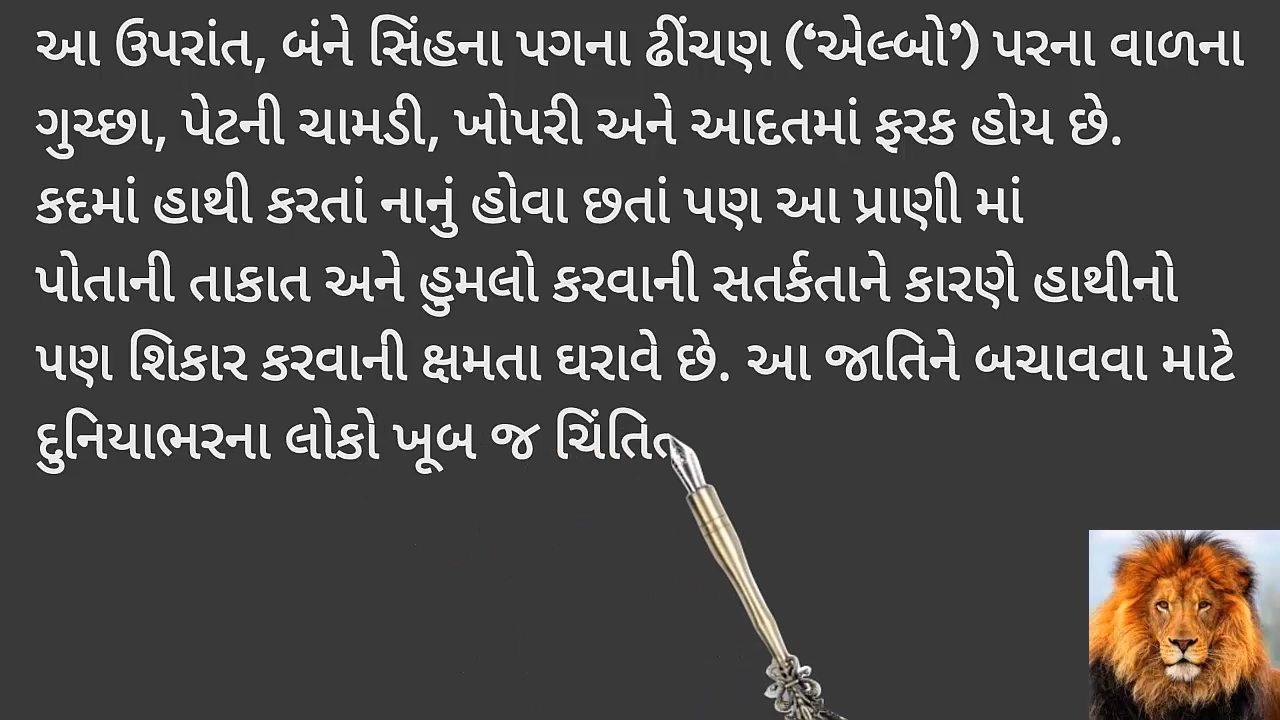 આ ઉપરાંત, બંને સિંહના પગના ઢીંચણ (‘એલ્બો’) પરના વાળના
ગુચ્છા, પેટની ચામડી, ખોપરી અને આદતમાં ફરક હોય છે.
કદમાં હાથી કરતાં નાનું હોવા છતાં પણ આ પ્રાણી માં
પોતાની તાકાત અને હુમલો કરવાની સતર્કતાને કારણે હાથીનો
પણ શિકાર કરવાની ક્ષમતા ધરાવે છે. આ જાતિને બચાવવા માટે
દુનિયાભરના લોકો ખૂબ જ ચિંતિત